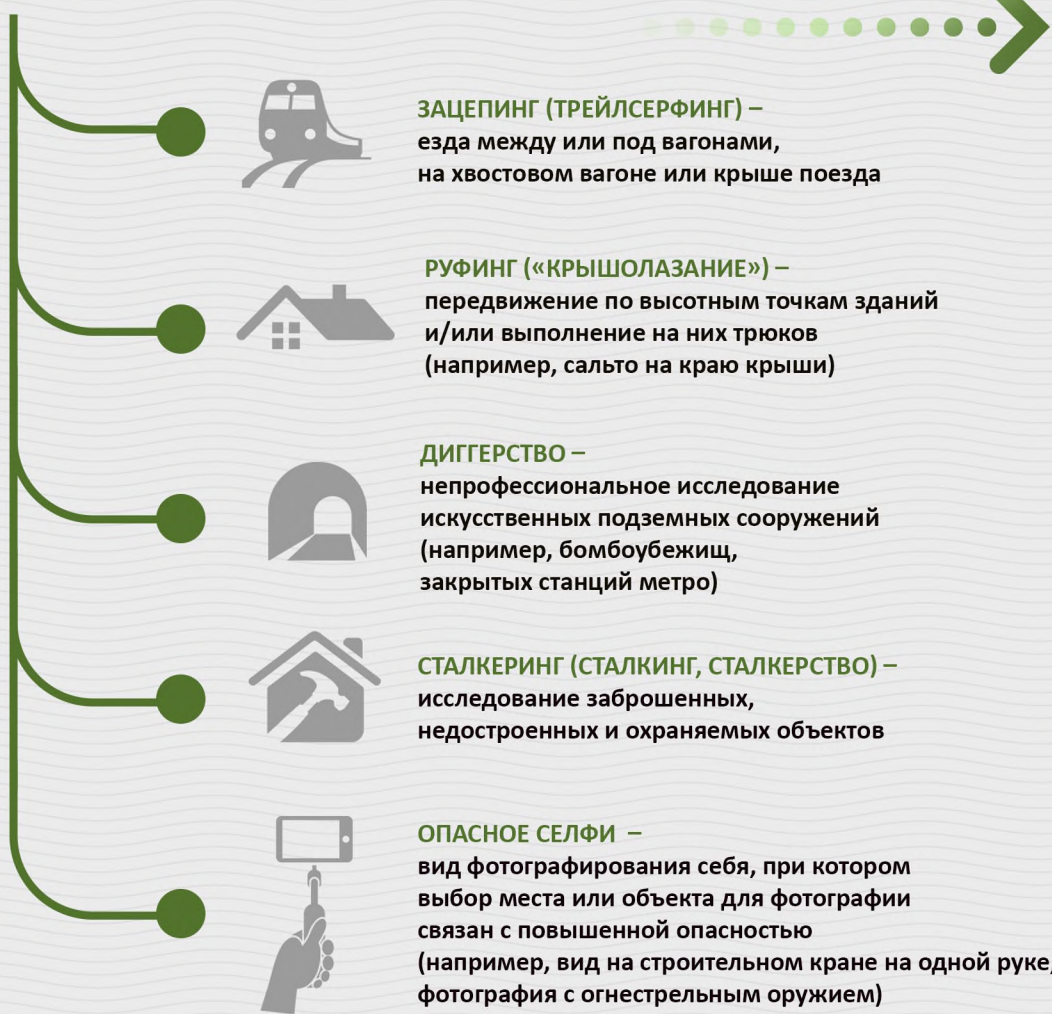 ЗАЦЕПИНГ (ТРЕЙЛСЕРФИНГ) –
езда между или под вагонами,
на хвостовом вагоне или крыше поезда
РУФИНГ («КРЫШОЛАЗАНИЕ») –
передвижение по высотным точкам зданий
и/или выполнение на них трюков
(например, сальто на краю крыши)
ДИГГЕРСТВО –
непрофессиональное исследование
искусственных подземных сооружений
(например, бомбоубежищ,
закрытых станций метро)
СТАЛКЕРИНГ (СТАЛКИНГ, СТАЛКЕРСТВО) –
исследование заброшенных,
недостроенных и охраняемых объектов
ОПАСНОЕ СЕЛФИ –
вид фотографирования себя, при котором
выбор места или объекта для фотографии
связан с повышенной опасностью
(например, вид на строительном кране на одной руке,
фотография с огнестрельным оружием)